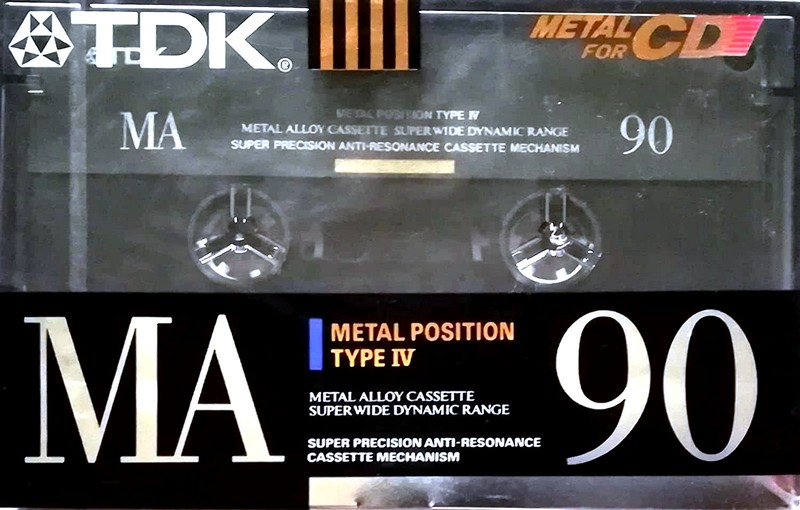 TDK®
METAL
FOR CD
MA
METAL POSITION TYPE IV
METAL ALLOY CASSETTE SUPER WIDE DYNAMIC RANGE
SUPER PRECISION ANTI-RESONANCE CASSETTE MECHANISM
90
MA
METAL POSITION
TYPE IV
METAL ALLOY CASSETTE
SUPER WIDE DYNAMIC RANGE
SUPER PRECISION ANTI-RESONANCE
CASSETTE MECHANISM
90